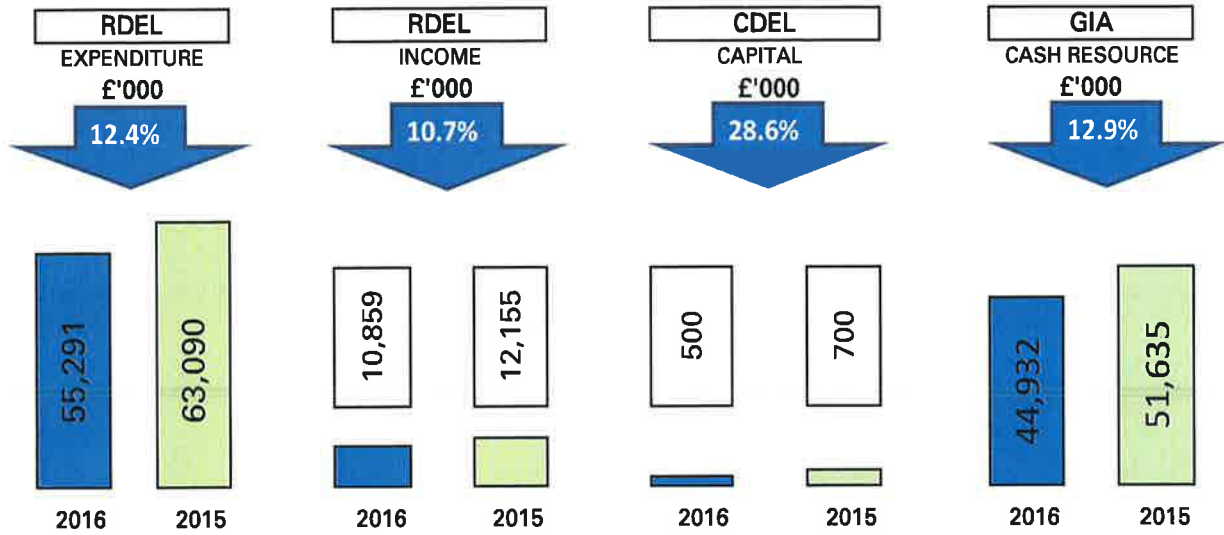 RDEL
EXPENDITURE
£'000
12.4%
55,291
63,090
2016 2015
RDEL
INCOME
£'000
10.7%
10,859
12,155
2016 2015
CDEL
CAPITAL
£'000
28.6%
500
700
2016 2015
GIA
CASH RESOURCE
£'000
12.9%
44,932
51,635
2016 2015